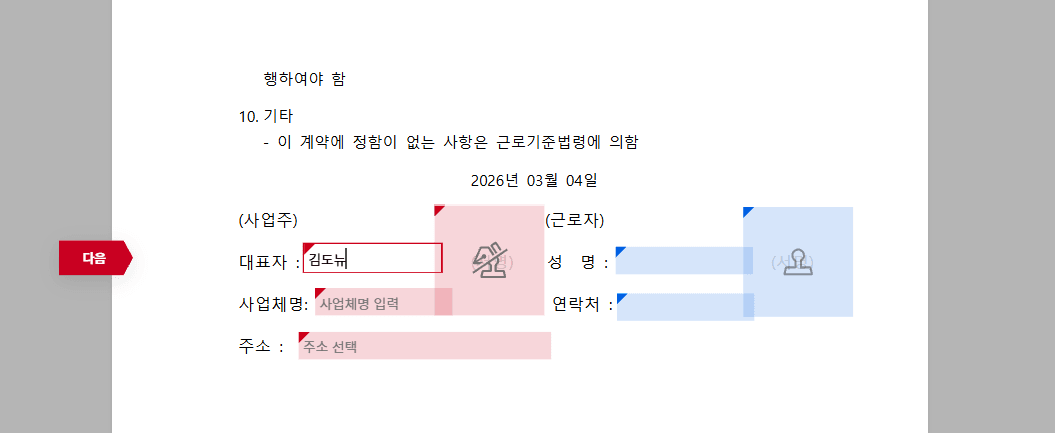 행하여야 함
10. 기타
- 이 계약에 정함이 없는 사항은 근로기준법령에 의함
2026년 03월 04일
(사업주) (근로자)
다음
대표자 : 김도뉴 성 명 :
사업체명: 사업체명 입력 연락처 :
주소 : 주소 선택